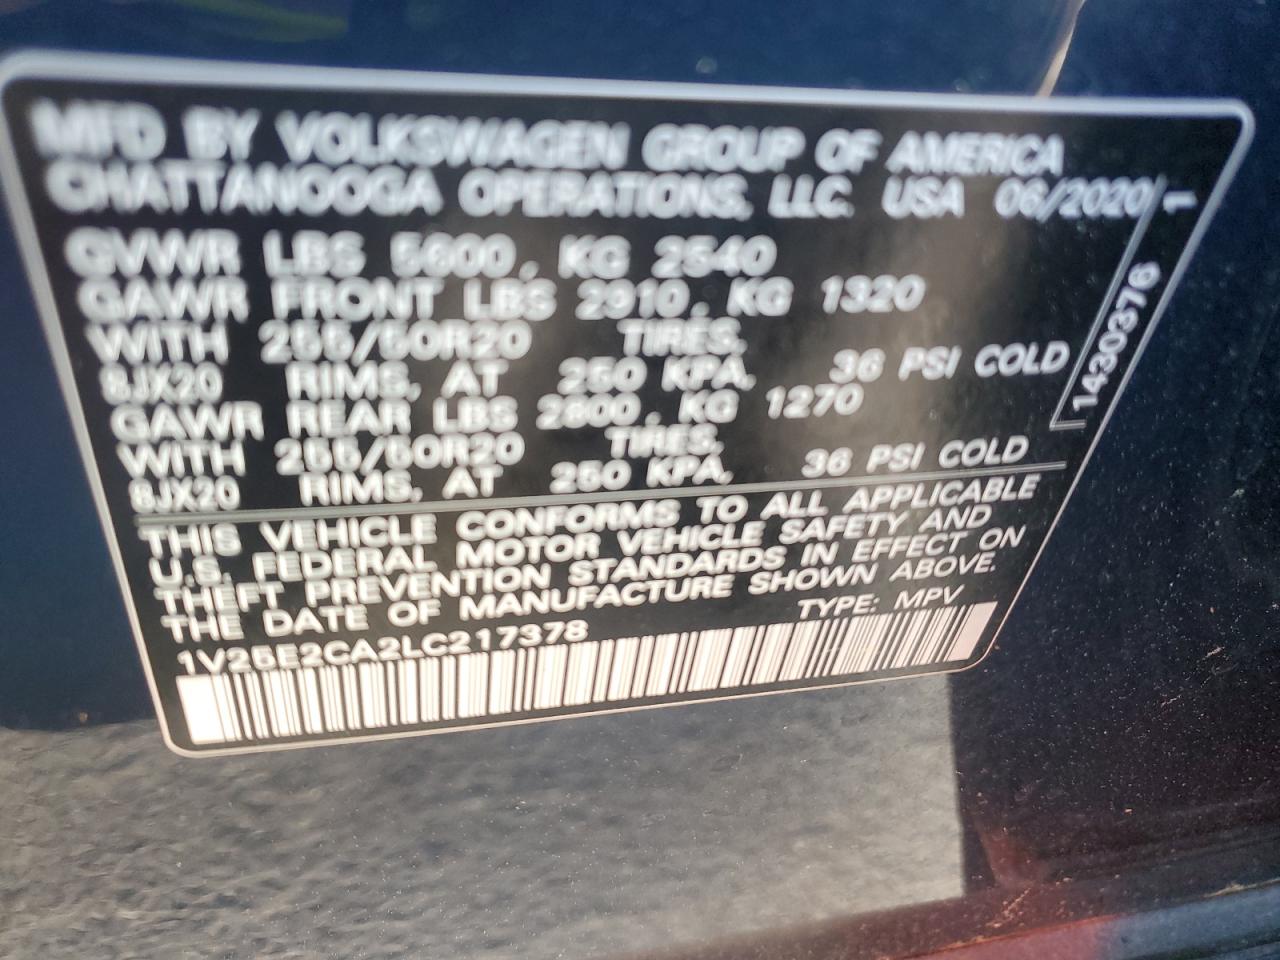 MFD BY VOLKSWAGEN GROUP OF AMERICA
CHATTANOOGA OPERATIONS, LLC. USA 06/2020 1
GVWR LBS 5600, KG 2540
GAWR FRONT LBS 2910, KG 1320
WITH 255/50R20 TIRES,
8JX20 RIMS, AT 250 KPA, 36 PSI COLD
GAWR REAR LBS 2800, KG 1270
WITH 255/50R20 TIRES,
8JX20 RIMS, AT 250 KPA, 36 PSI COLD
1430376
THIS VEHICLE CONFORMS TO ALL APPLICABLE
U.S. FEDERAL MOTOR VEHICLE SAFETY AND
THEFT PREVENTION STANDARDS IN EFFECT ON
THE DATE OF MANUFACTURE SHOWN ABOVE.
1V25E2CA2LC217378 TYPE: MPV